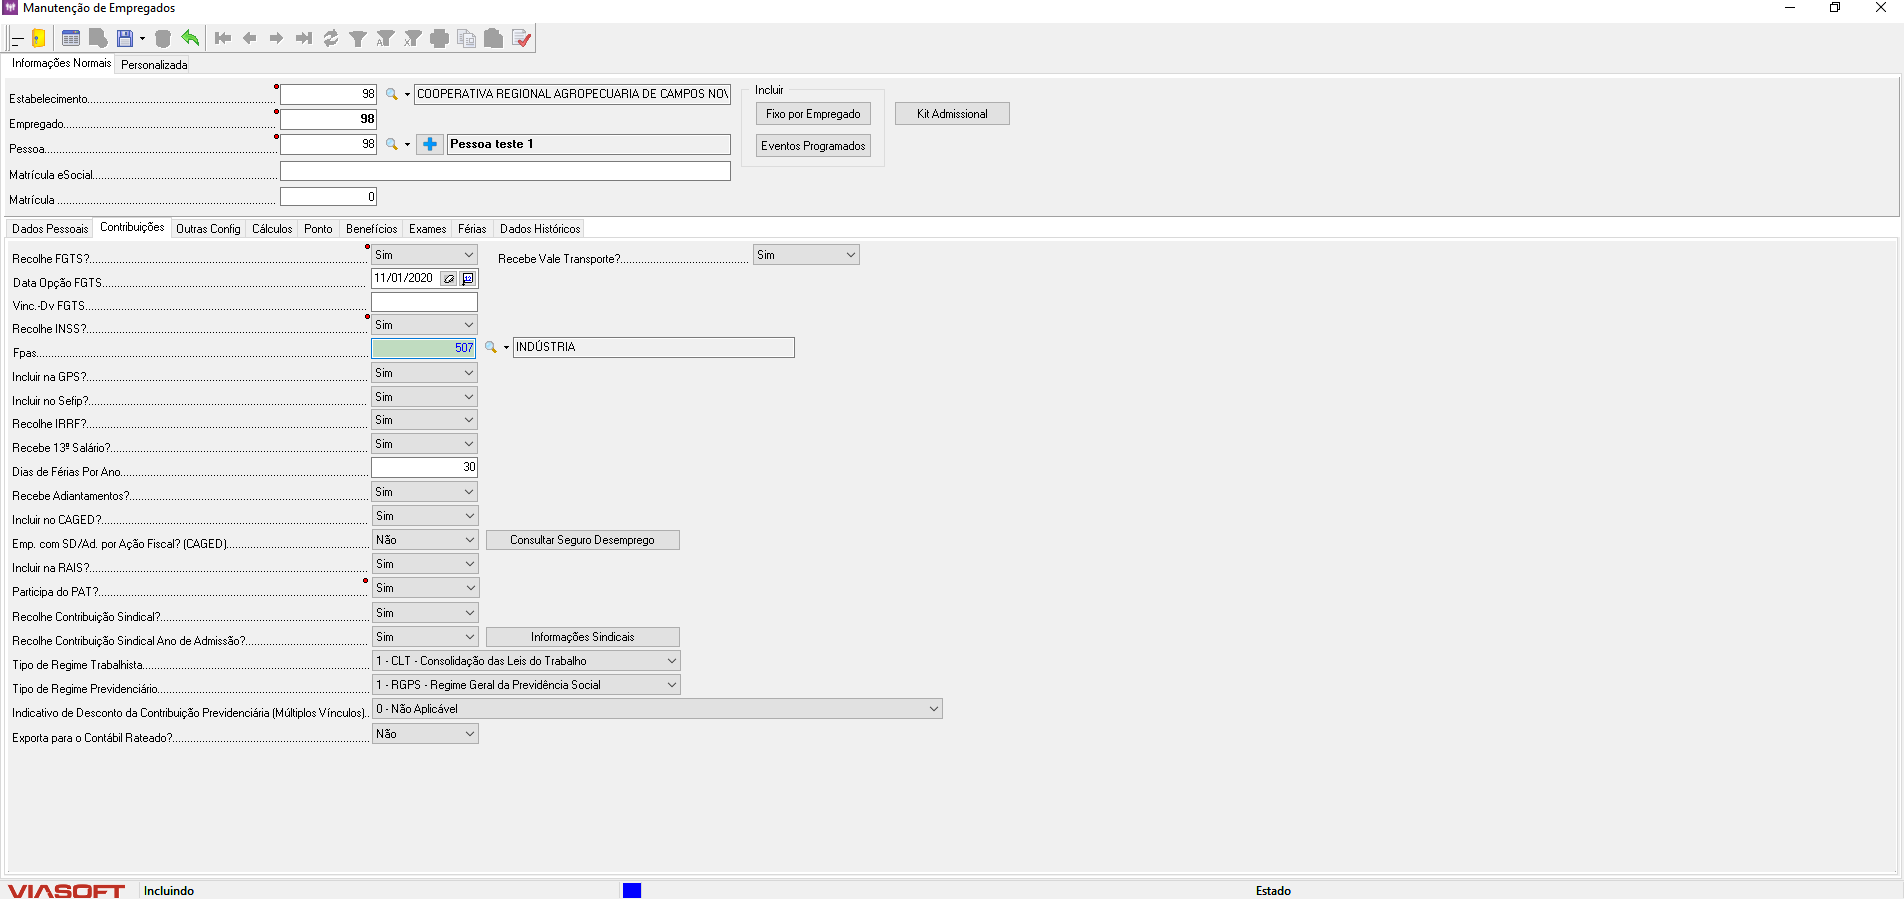 Manutenção de Empregados
Informações Normais Personalizada
Estabelecimento 98 COOPERATIVA REGIONAL AGROPECUARIA DE CAMPOS NOV
Empregado 98
Pessoa 98 Pessoa teste 1
Matrícula eSocial
Matrícula 0
Incluir
Fixo por Empregado
Eventos Programados
Kit Admissional
Dados Pessoais Contribuições Outras Config Cálculos Ponto Benefícios Exames Férias Dados Históricos
Recolhe FGTS? Sim Recebe Vale Transporte? Sim
Data Opção FGTS 11/01/2020
Vinc.-Dv FGTS
Recolhe INSS? Sim
Fpas 507 INDÚSTRIA
Incluir na GPS? Sim
Incluir no Sefip? Sim
Recolhe IRRF? Sim
Recebe 13º Salário? Sim
Dias de Férias Por Ano 30
Recebe Adiantamentos? Sim
Incluir no CAGED? Sim
Emp. com SD/Ad. por Ação Fiscal? (CAGED) Não Consultar Seguro Desemprego
Incluir na RAIS? Sim
Participa do PAT? Sim
Recolhe Contribuição Sindical? Sim
Recolhe Contribuição Sindical Ano de Admissão? Sim Informações Sindicais
Tipo de Regime Trabalhista 1 - CLT - Consolidação das Leis do Trabalho
Tipo de Regime Previdenciário 1 - RGPS - Regime Geral da Previdência Social
Indicativo de Desconto da Contribuição Previdenciária (Múltiplos Vínculos).. 0 - Não Aplicável
Exporta para o Contábil Rateado? Não
VIASOFT Incluindo Estado